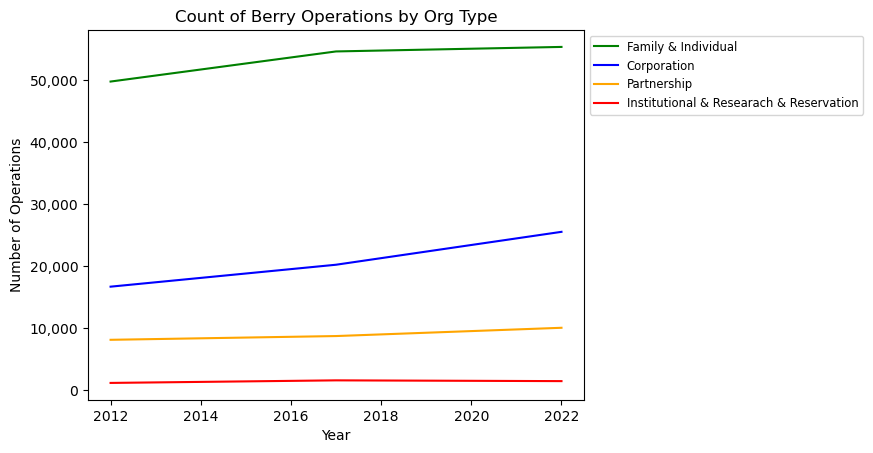 Count of Berry Operations by Org Type
Family & Individual
Corporation
Partnership
Institutional & Researach & Reservation
Number of Operations
50,000
40,000
30,000
20,000
10,000
0
2012
2014
2016
2018
2020
2022
Year